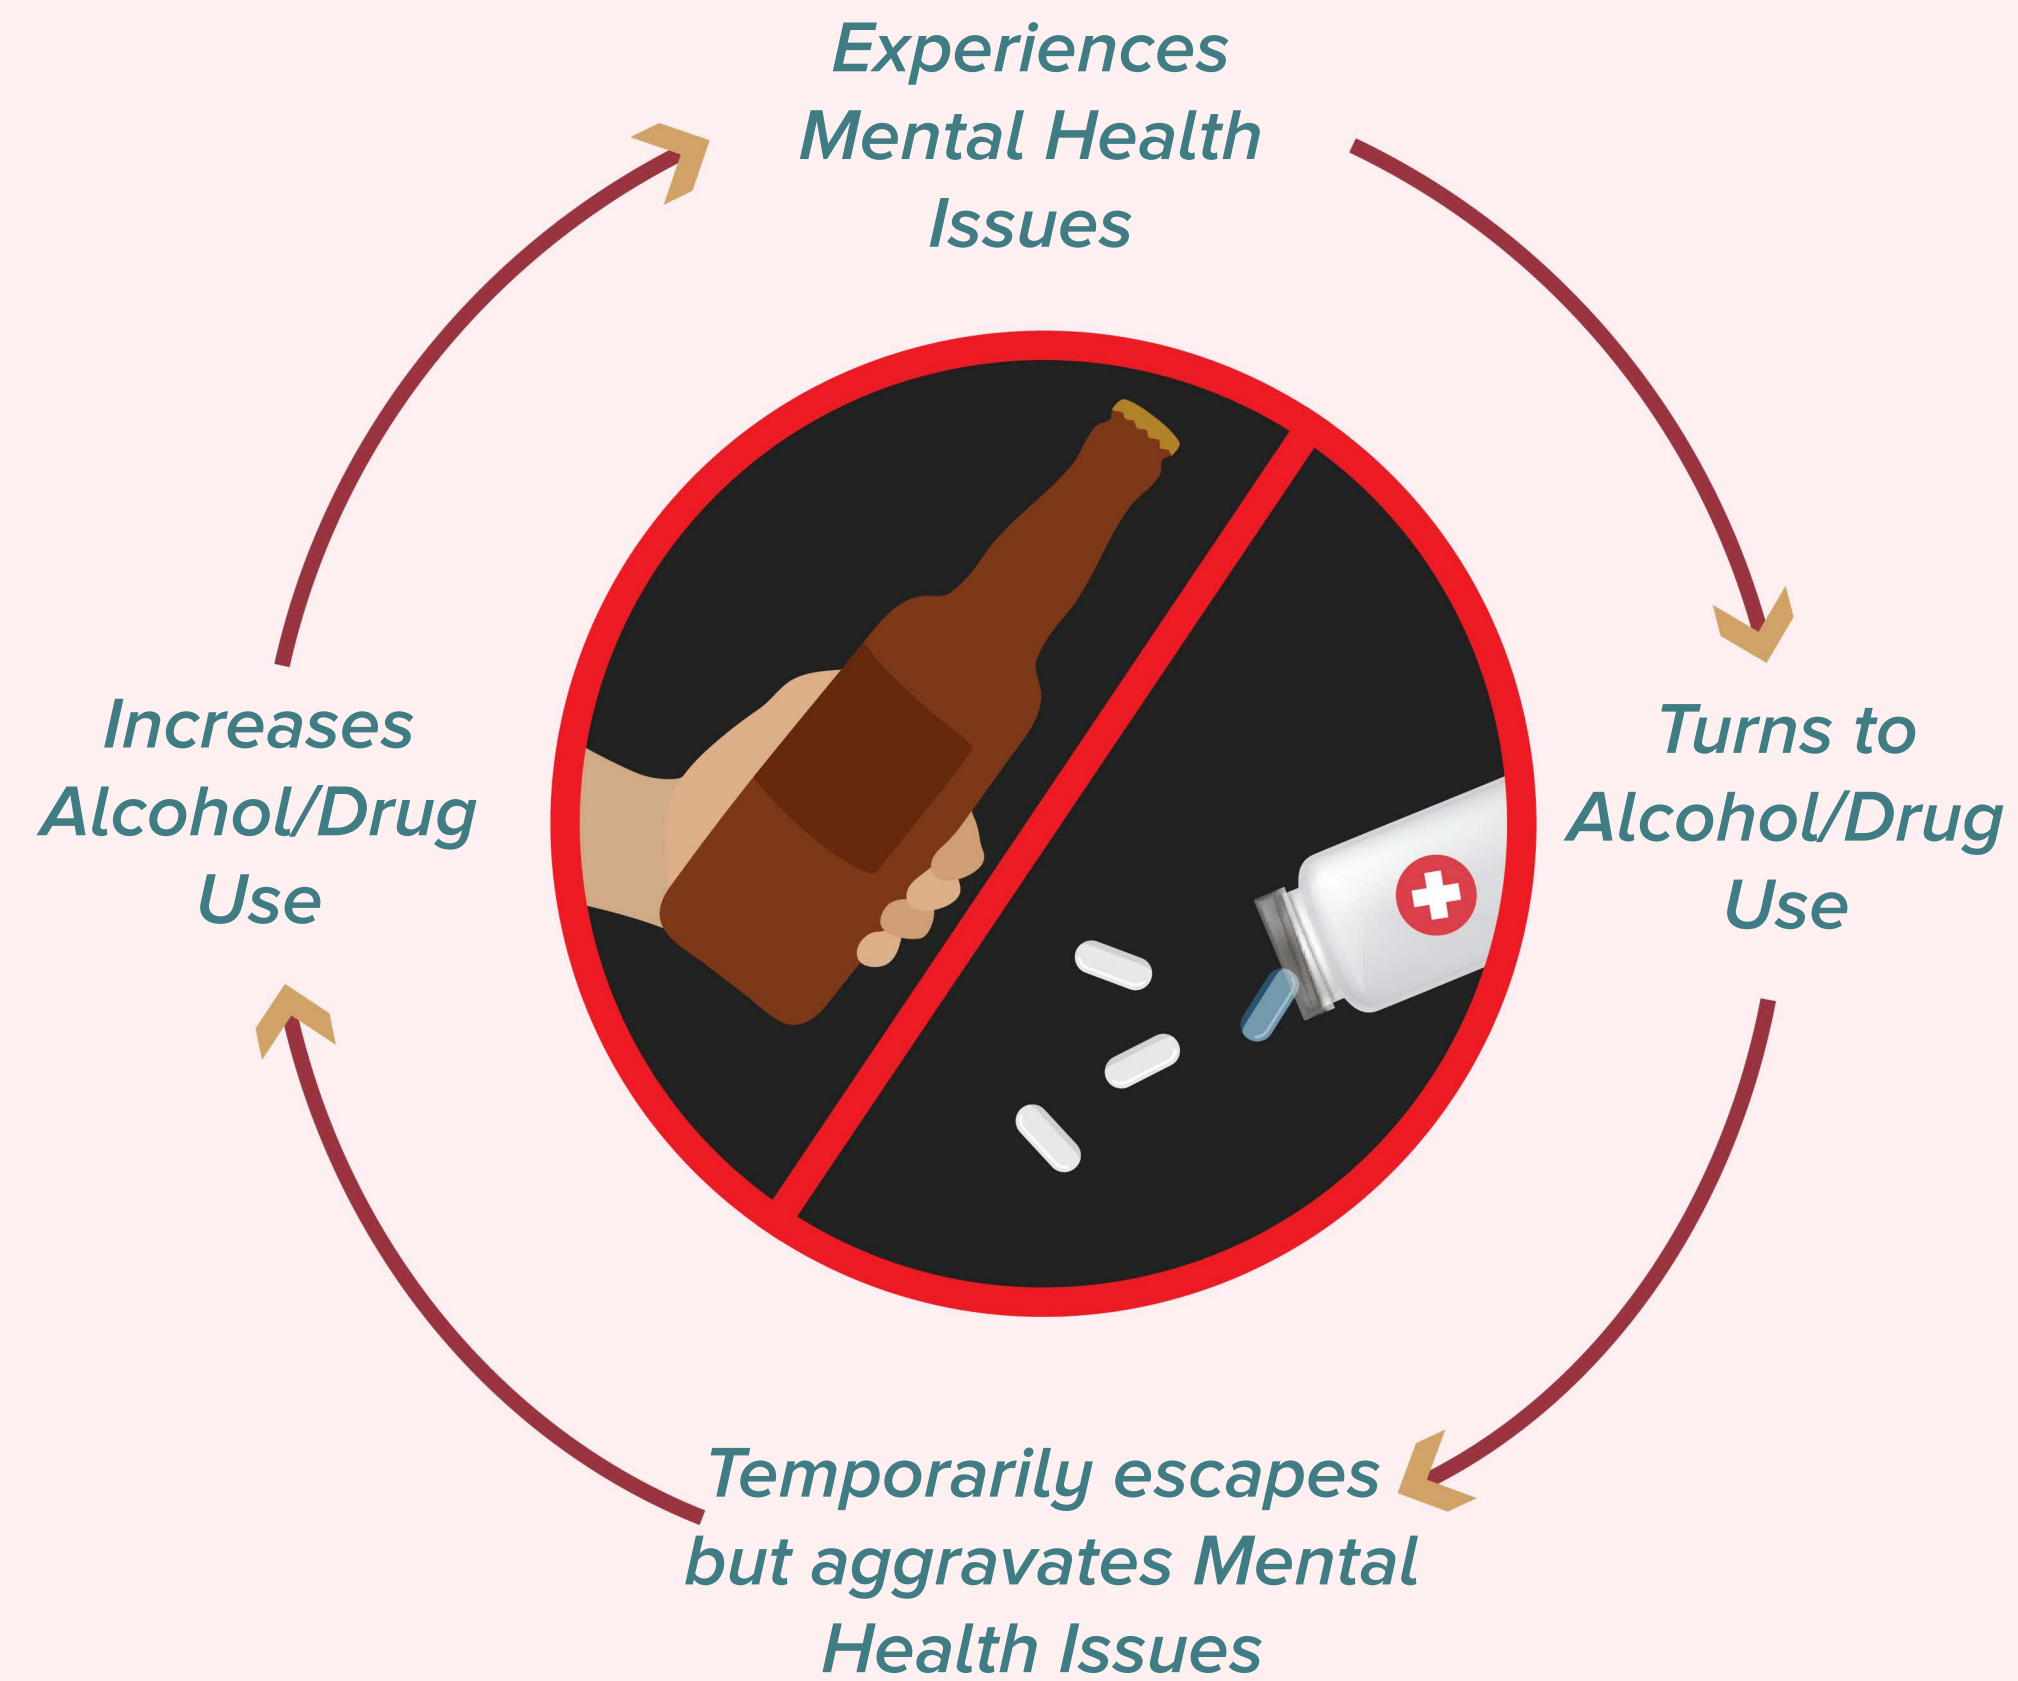 Experiences
Mental Health
Issues
Turns to
Alcohol/Drug
Use
Temporarily escapes
but aggravates Mental
Health Issues
Increases
Alcohol/Drug
Use